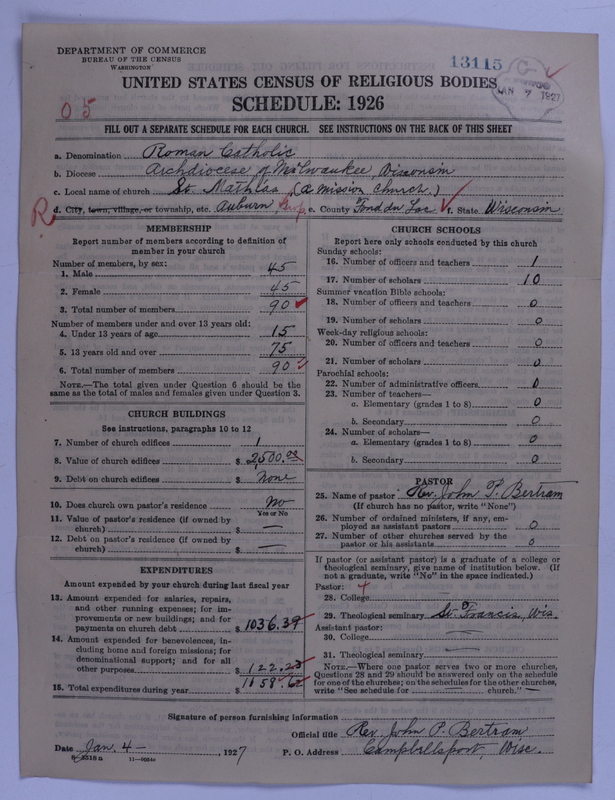 DEPARTMENT OF COMMERCE
BUREAU OF THE CENSUS
WASHINGTON
13115
JAN 7 1927
UNITED STATES CENSUS OF RELIGIOUS BODIES
SCHEDULE: 1926
05
FILL OUT A SEPARATE SCHEDULE FOR EACH CHURCH. SEE INSTRUCTIONS ON THE BACK OF THIS SHEET
a. Denomination Roman Catholic
b. Diocese Archdiocese of Milwaukee, Wisconsin
c. Local name of church St. Mathias, (a mission church.)
R
d. City, town, village, or township, etc. Auburn, e. County Fond du Lac f. State Wisconsin
MEMBERSHIP
Report number of members according to definition of
member in your church
Number of members, by sex:
1. Male 45
2. Female 45
3. Total number of members 90
Number of members under and over 13 years old:
4. Under 13 years of age 15
5. 13 years old and over 75
6. Total number of members 90
NOTE.—The total given under Question 6 should be the
same as the total of males and females given under Question 3.
CHURCH BUILDINGS
See instructions, paragraphs 10 to 12
7. Number of church edifices 1
8. Value of church edifices $ 2,500.00
9. Debt on church edifices $ None
10. Does church own pastor's residence No
Yes or No
11. Value of pastor's residence (if owned by
church) $ —
12. Debt on pastor's residence (if owned by
church) $ —
EXPENDITURES
Amount expended by your church during last fiscal year
13. Amount expended for salaries, repairs,
and other running expenses; for im-
provements or new buildings; and for
payments on church debt $ 1036.39
14. Amount expended for benevolences, in-
cluding home and foreign missions; for
denominational support; and for all
other purposes $ 122.23
15. Total expenditures during year $ 1158.62
CHURCH SCHOOLS
Report here only schools conducted by this church
Sunday schools:
16. Number of officers and teachers 1
17. Number of scholars 10
Summer vacation Bible schools:
18. Number of officers and teachers 0
19. Number of scholars 0
Week-day religious schools:
20. Number of officers and teachers 0
21. Number of scholars 0
Parochial schools:
22. Number of administrative officers 0
23. Number of teachers—
a. Elementary (grades 1 to 8) 0
b. Secondary 0
24. Number of scholars—
a. Elementary (grades 1 to 8) 0
b. Secondary 0
PASTOR
25. Name of pastor Rev. John P. Bertram
(If church has no pastor, write "None")
26. Number of ordained ministers, if any, em-
ployed as assistant pastors 0
27. Number of other churches served by the
pastor or his assistants 0
If pastor (or assistant pastor) is a graduate of a college or
theological seminary, give name of institution below. (If
not a graduate, write "No" in the space indicated.)
Pastor:
28. College
29. Theological seminary St. Francis, Wis.
Assistant pastor:
30. College —
31. Theological seminary —
NOTE.—Where one pastor serves two or more churches,
Questions 28 and 29 should be answered only on the schedule
for one of the churches; on the schedules for the other churches,
write "See schedule for church."
Signature of person furnishing information
Official title Rev. John P. Bertram
Date Jan. 4 — , 1927 P. O. Address Campbellsport, Wisc.
8—3518a 11—9034